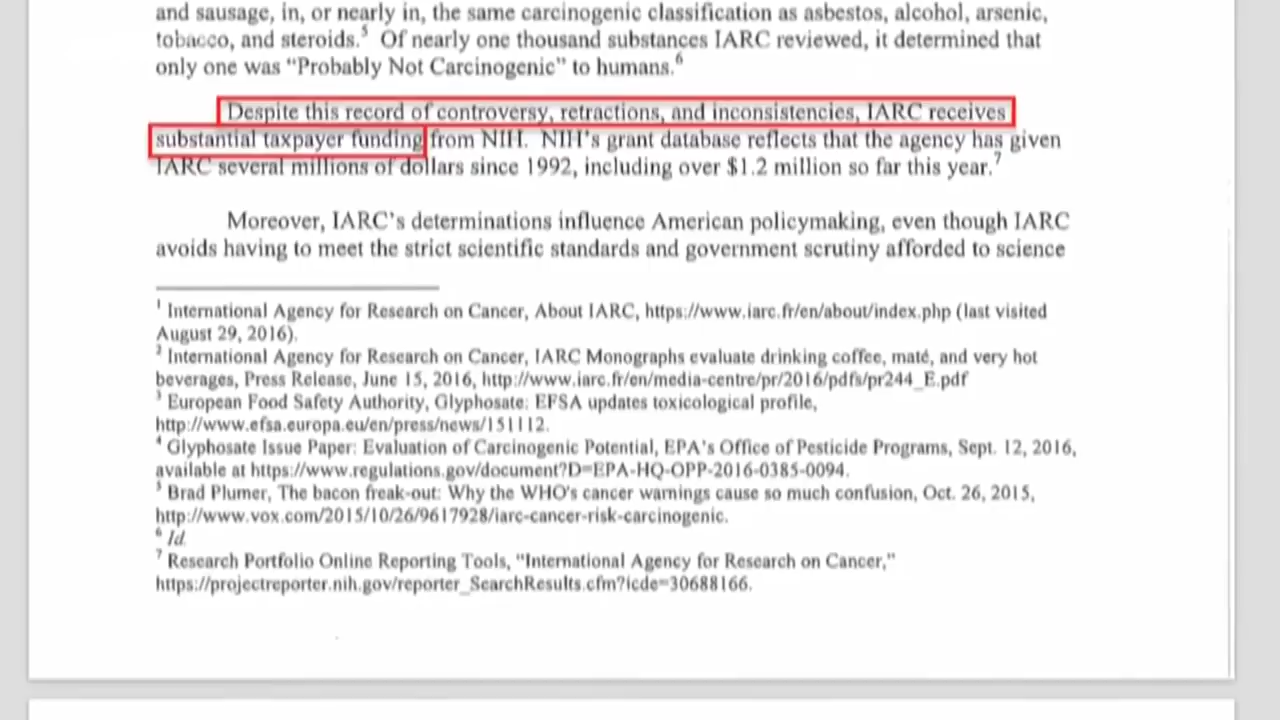 and sausage, in, or nearly in, the same carcinogenic classification as asbestos, alcohol, arsenic,
tobacco, and steroids.5 Of nearly one thousand substances IARC reviewed, it determined that
only one was “Probably Not Carcinogenic” to humans.6
Despite this record of controversy, retractions, and inconsistencies, IARC receives
substantial taxpayer funding from NIH. NIH’s grant database reflects that the agency has given
IARC several millions of dollars since 1992, including over $1.2 million so far this year.7
Moreover, IARC’s determinations influence American policymaking, even though IARC
avoids having to meet the strict scientific standards and government scrutiny afforded to science
1 International Agency for Research on Cancer, About IARC, https://www.iarc.fr/en/about/index.php (last visited
August 29, 2016).
2 International Agency for Research on Cancer, IARC Monographs evaluate drinking coffee, maté, and very hot
beverages, Press Release, June 15, 2016, http://www.iarc.fr/en/media-centre/pr/2016/pdfs/pr244_E.pdf
3 European Food Safety Authority, Glyphosate: EFSA updates toxicological profile,
http://www.efsa.europa.eu/en/press/news/151112.
4 Glyphosate Issue Paper: Evaluation of Carcinogenic Potential, EPA’s Office of Pesticide Programs, Sept. 12, 2016,
available at https://www.regulations.gov/document?D=EPA-HQ-OPP-2016-0385-0094.
5 Brad Plumer, The bacon freak-out: Why the WHO’s cancer warnings cause so much confusion, Oct. 26, 2015,
http://www.vox.com/2015/10/26/9617928/iarc-cancer-risk-carcinogenic.
6 Id.
7 Research Portfolio Online Reporting Tools, “International Agency for Research on Cancer,”
https://projectreporter.nih.gov/reporter_SearchResults.cfm?icde=30688166.